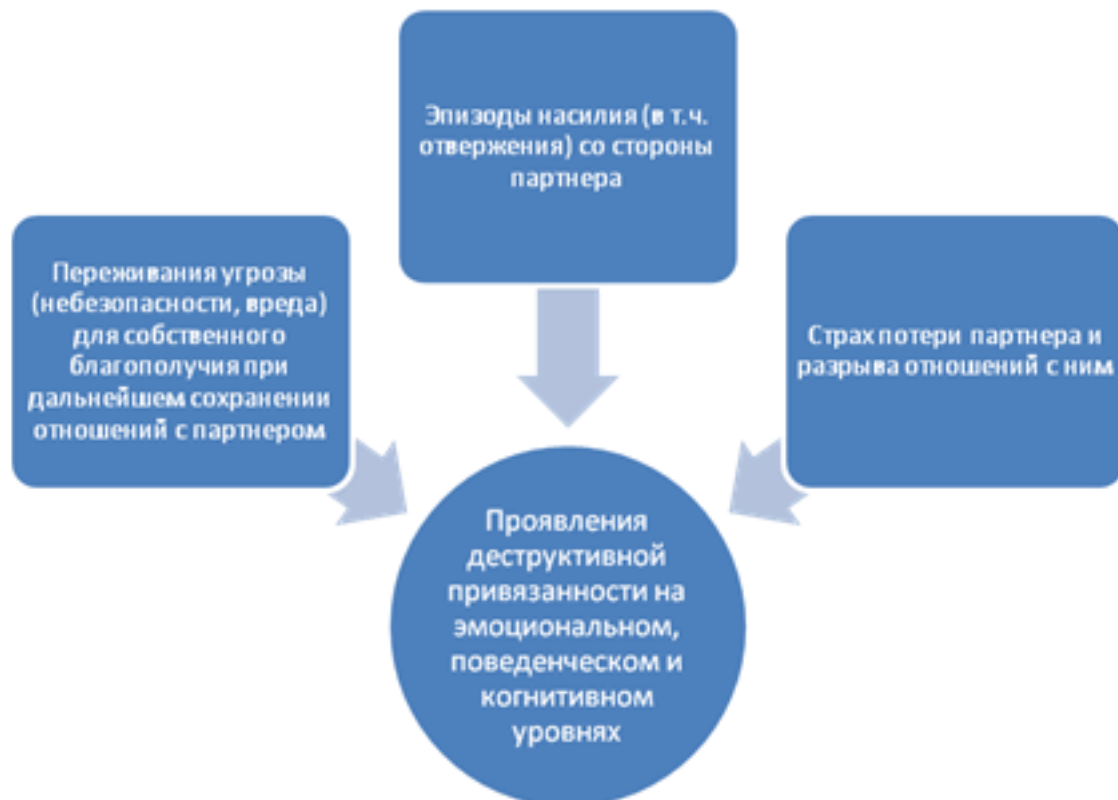 Эпизоды насилия (в т.ч.
отвержения) со стороны
партнера
Переживания угрозы
(небезопасности, вреда)
для собственного
благополучия при
дальнейшем сохранении
отношений с партнером
Страх потери партнера и
разрыва отношений с ним
Проявления
деструктивной
привязанности на
эмоциональном,
поведенческом и
когнитивном
уровнях